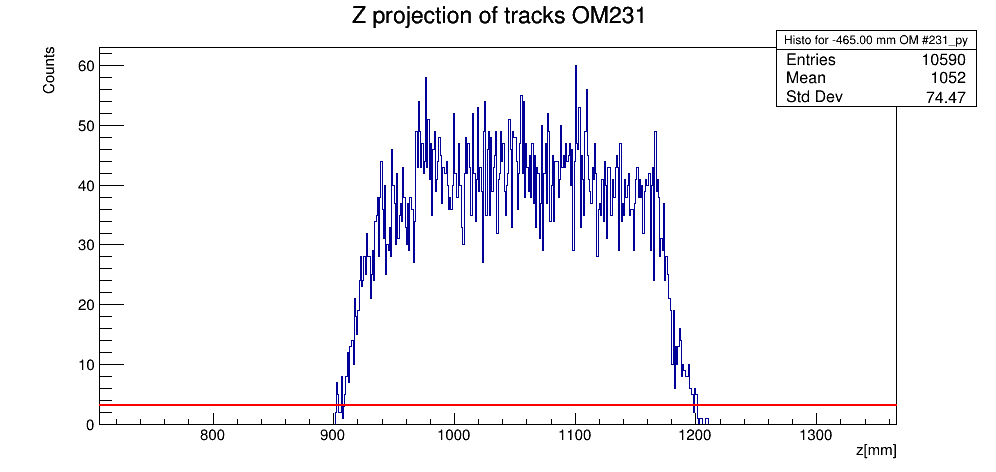 Z projection of tracks OM231
Histo for -465.00 mm OM #231_py
Entries 10590
Mean 1052
Std Dev 74.47
Counts
60
50
40
30
20
10
0
800 900 1000 1100 1200 1300
z[mm]